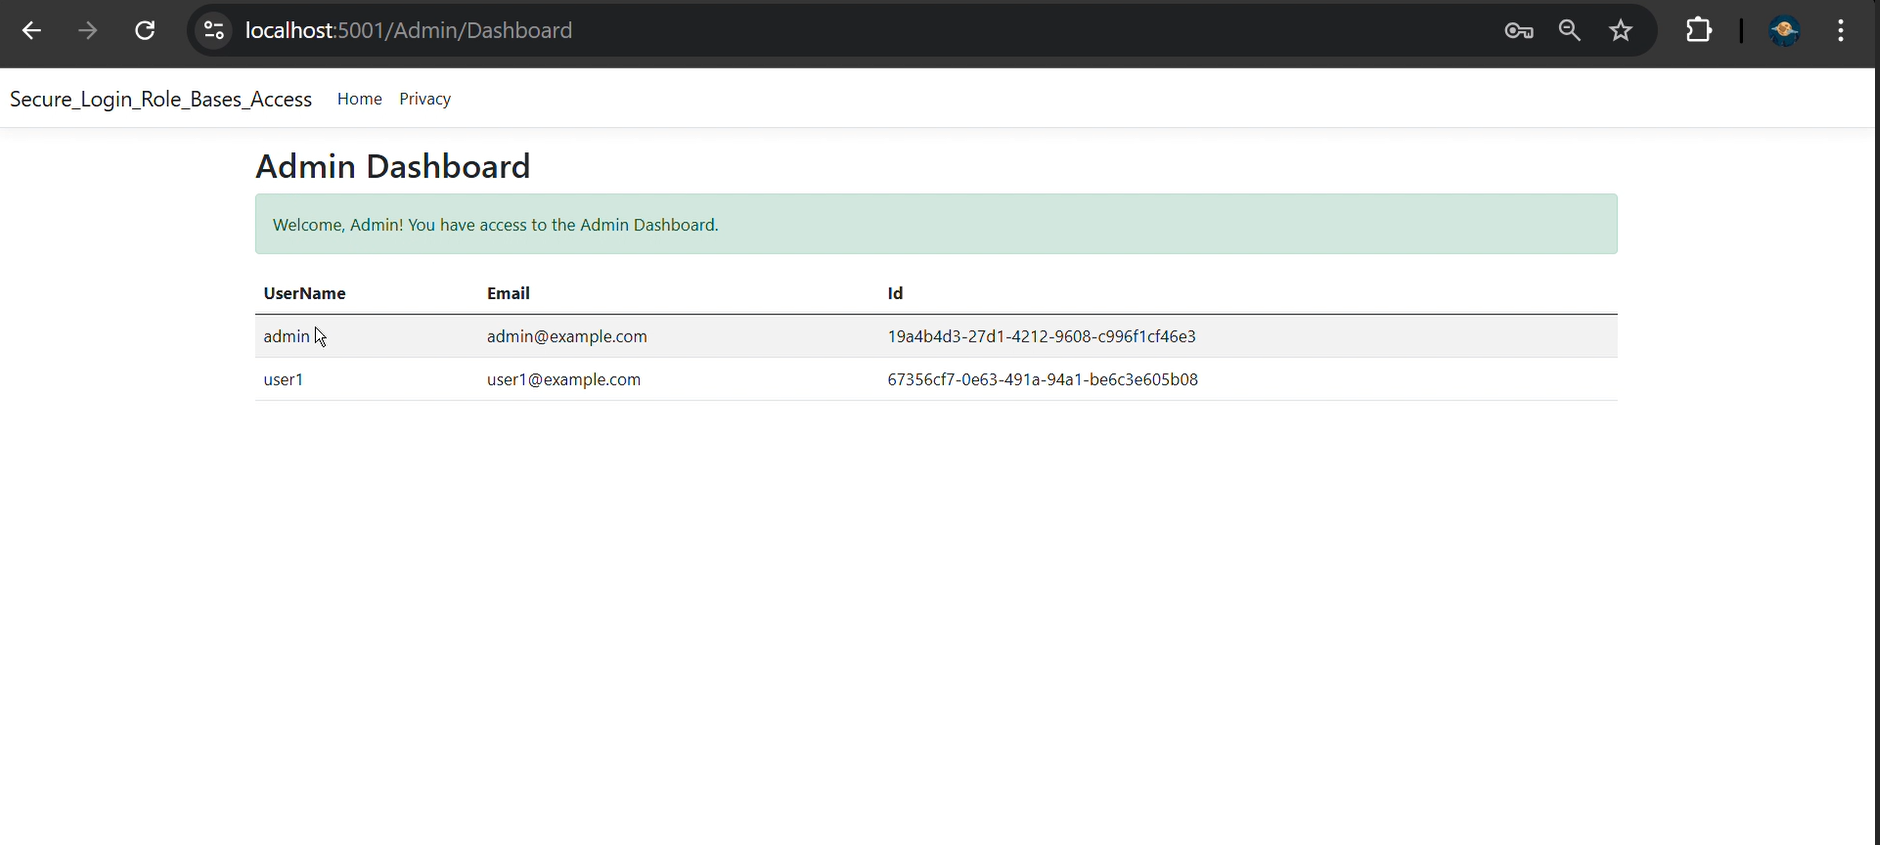 localhost:5001/Admin/Dashboard
Secure_Login_Role_Bases_Access Home Privacy
Admin Dashboard
Welcome, Admin! You have access to the Admin Dashboard.
UserName Email Id
admin admin@example.com 19a4b4d3-27d1-4212-9608-c996f1cf46e3
user1 user1@example.com 67356cf7-0e63-491a-94a1-be6c3e605b08